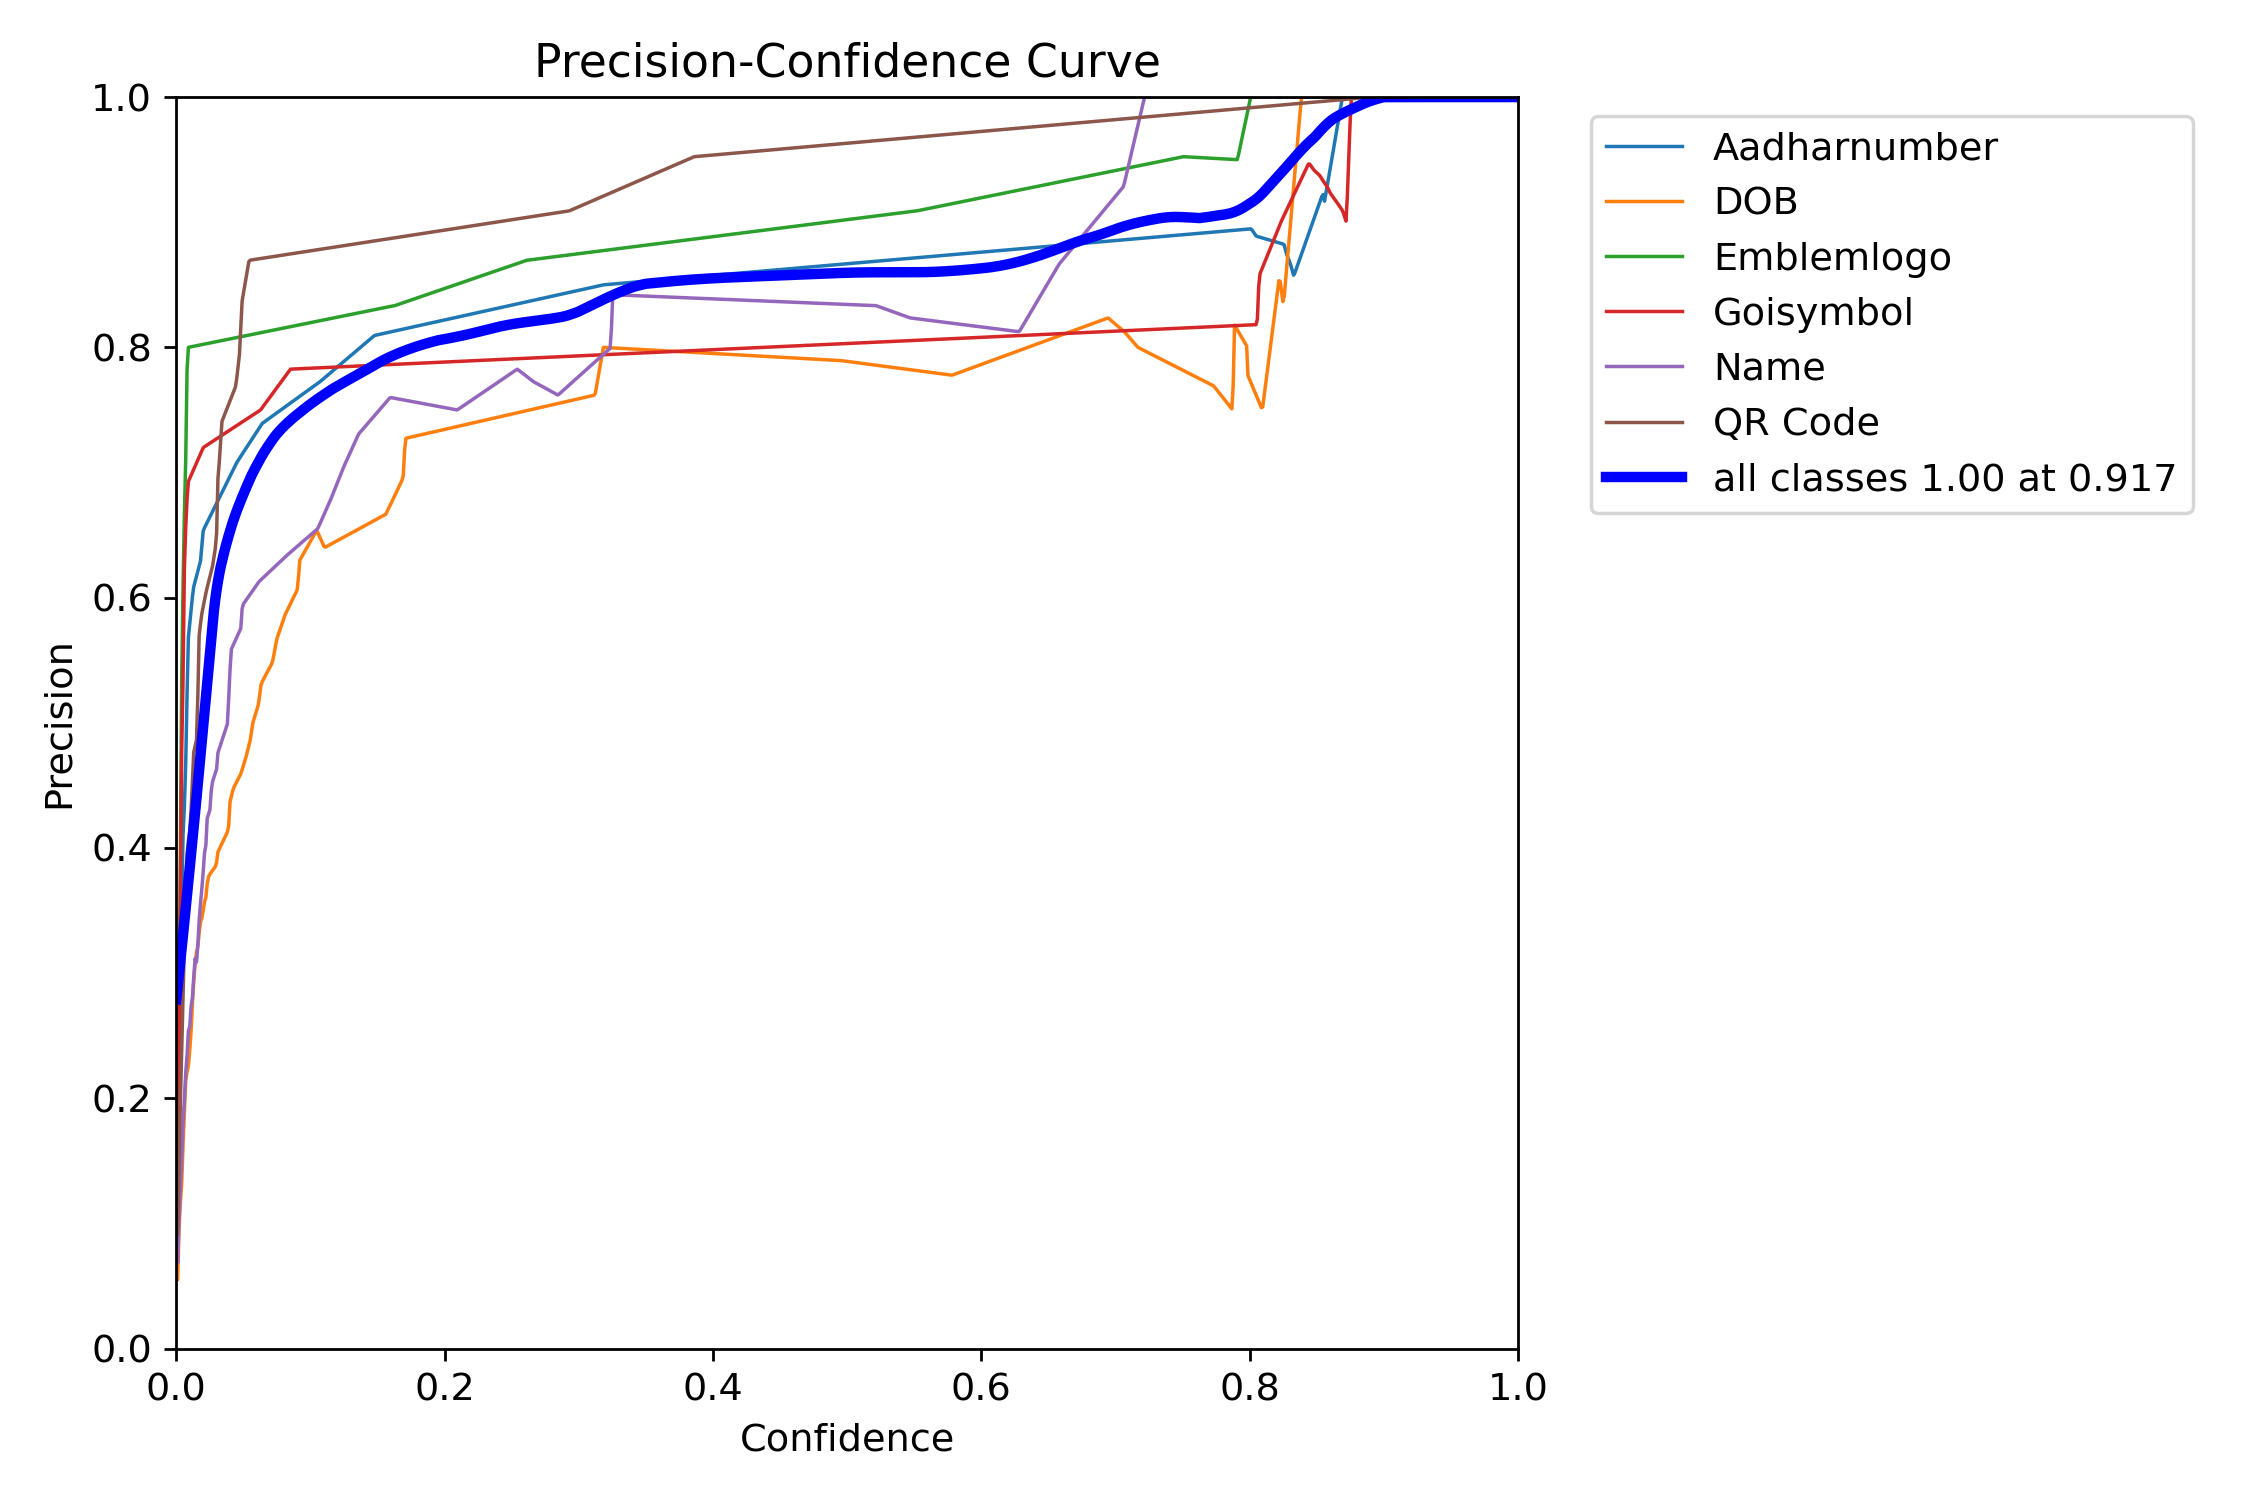 Precision-Confidence Curve
1.0
0.8
0.6
0.4
0.2
0.0
Precision
0.0 0.2 0.4 0.6 0.8 1.0
Confidence
Aadharnumber
DOB
Emblemlogo
Goisymbol
Name
QR Code
all classes 1.00 at 0.917